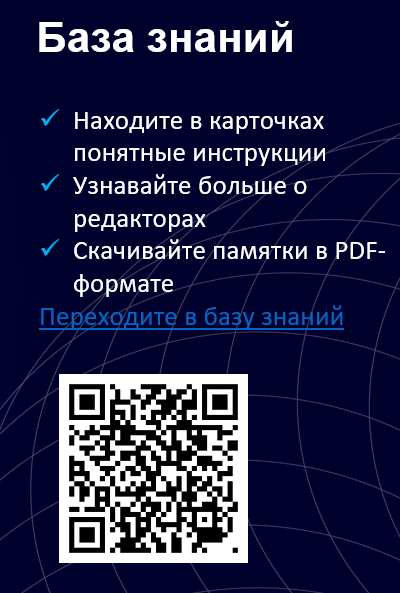 База знаний
Находите в карточках
понятные инструкции
Узнавайте больше о
редакторах
Скачивайте памятки в PDF-
формате
Переходите в базу знаний